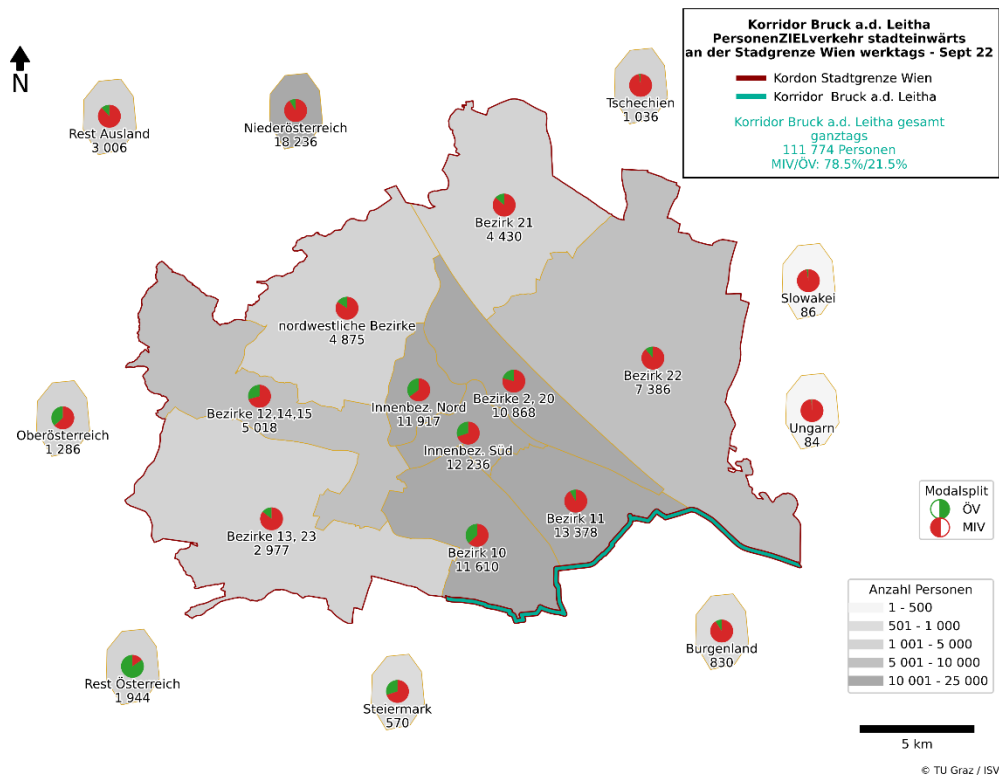 Korridor Bruck a.d. Leitha
PersonenZIELverkehr stadteinwärts
an der Stadgrenze Wien werktags - Sept 22
Kordon Stadtgrenze Wien
Korridor Bruck a.d. Leitha
Korridor Bruck a.d. Leitha gesamt
ganztags
111 774 Personen
MIV/ÖV: 78.5%/21.5%
N
Rest Ausland
3 006
Niederösterreich
18 236
Tschechien
1 036
Bezirk 21
4 430
Slowakei
86
nordwestliche Bezirke
4 875
Bezirk 22
7 386
Bezirke 2, 20
10 868
Innenbez. Nord
11 917
Bezirke 12,14,15
5 018
Oberösterreich
1 286
Ungarn
84
Innenbez. Süd
12 236
Bezirk 11
13 378
Bezirke 13, 23
2 977
Bezirk 10
11 610
Modalsplit
ÖV
MIV
Anzahl Personen
1 - 500
501 - 1 000
1 001 - 5 000
5 001 - 10 000
10 001 - 25 000
Burgenland
830
Rest Österreich
1 944
Steiermark
570
5 km
© TU Graz / ISV